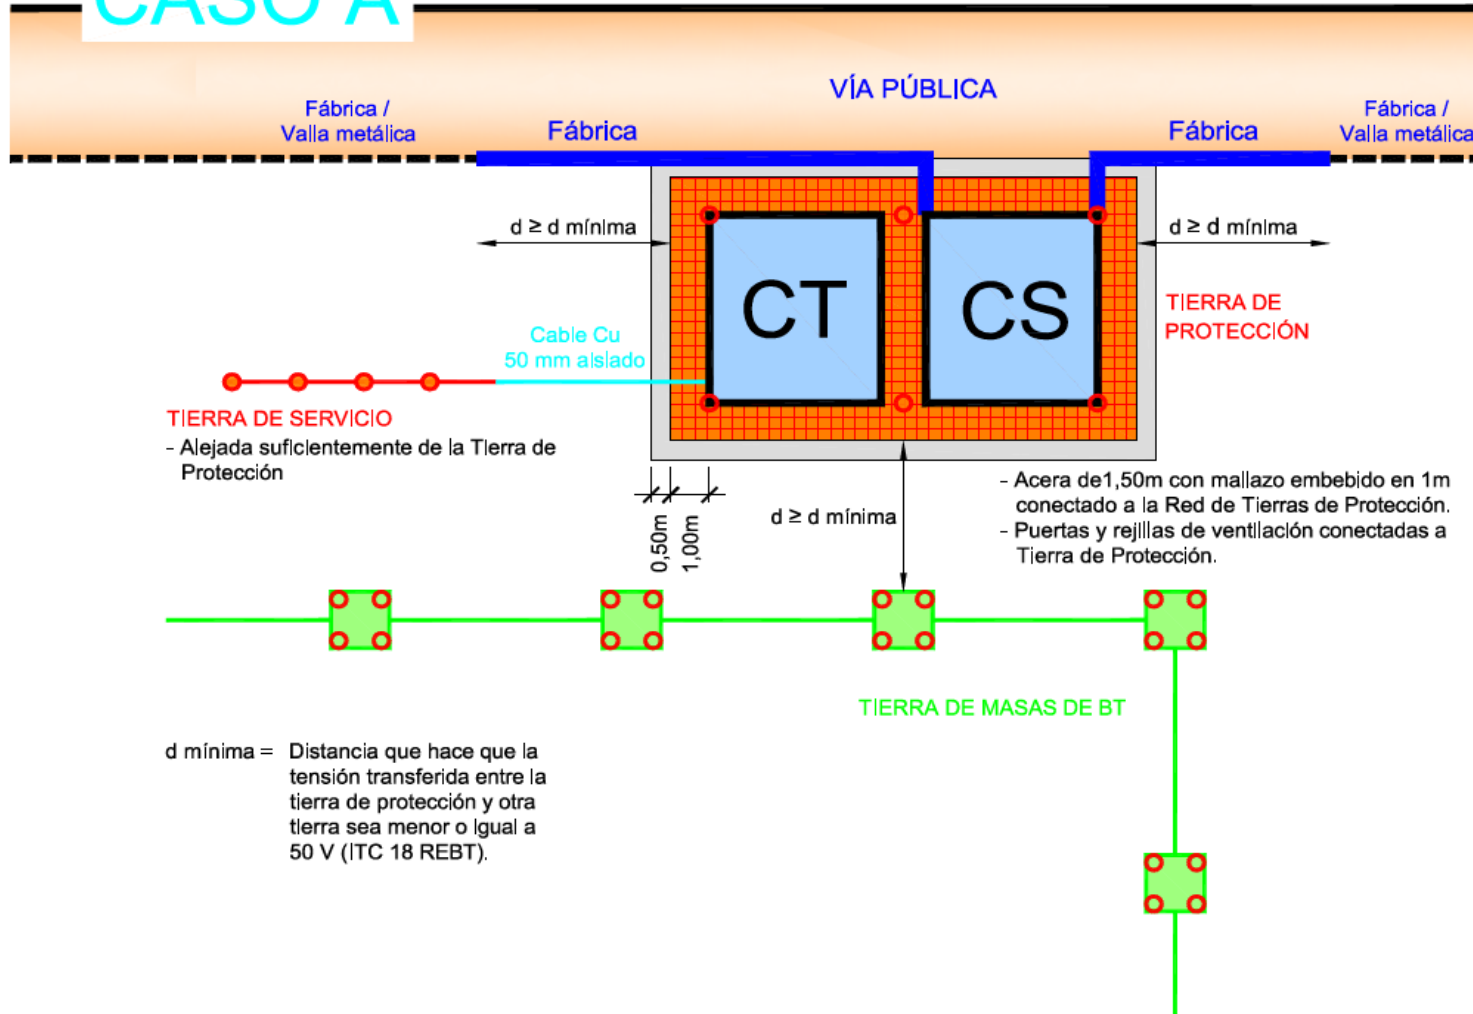 CASO A
VÍA PÚBLICA
Fábrica /
Valla metálica
Fábrica
Fábrica
Fábrica /
Valla metálica
d ≥ d mínima
d ≥ d mínima
CT
CS
TIERRA DE
PROTECCIÓN
Cable Cu
50 mm aislado
TIERRA DE SERVICIO
- Alejada suficientemente de la Tierra de
Protección
0,50m
1,00m
d ≥ d mínima
- Acera de1,50m con mallazo embebido en 1m
conectado a la Red de Tierras de Protección.
- Puertas y rejillas de ventilación conectadas a
Tierra de Protección.
TIERRA DE MASAS DE BT
d mínima = Distancia que hace que la
tensión transferida entre la
tierra de protección y otra
tierra sea menor o igual a
50 V (ITC 18 REBT).